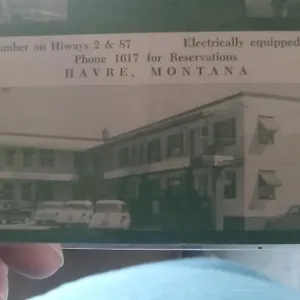 umber on Hiways 2 & 87 Electrically equipped
Phone 1617 for Reservations
HAVRE, MONTANA